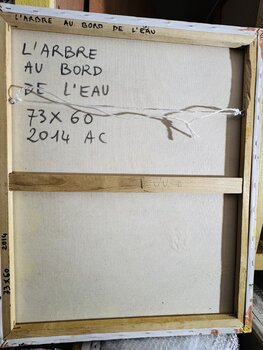 L'ARBRE AU BORD DE L'EAU
L'ARBRE
AU BORD
DE L'EAU
73X60
2014 AC
73X60 2014